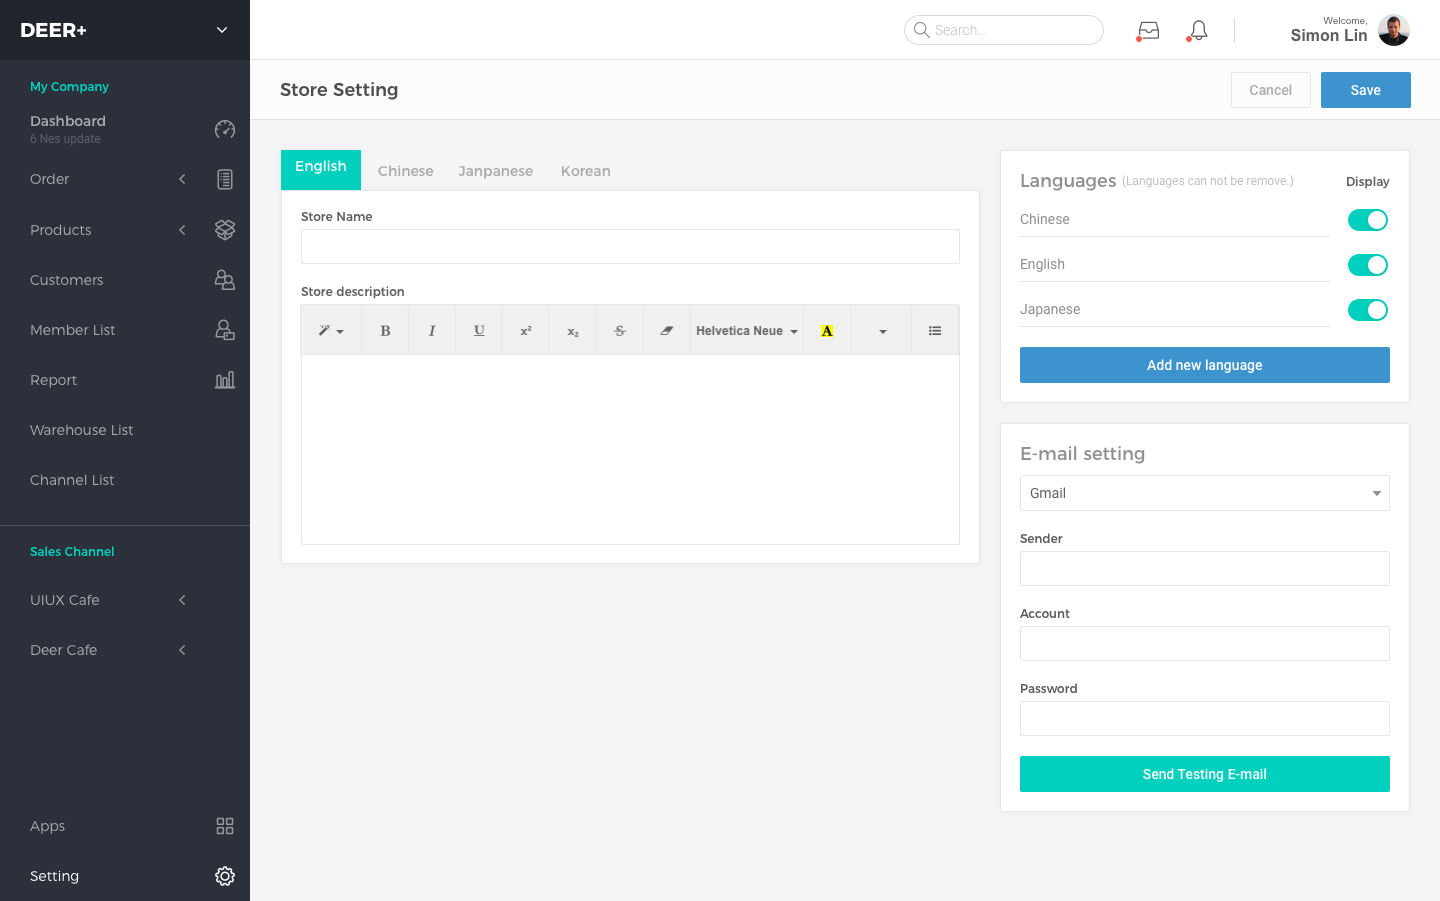 DEER+
Search...
Welcome,
Simon Lin
My Company
Dashboard
6 Nes update
Order
Products
Customers
Member List
Report
Warehouse List
Channel List
Sales Channel
UIUX Cafe
Deer Cafe
Apps
Setting
Store Setting
Cancel
Save
English
Chinese
Janpanese
Korean
Store Name
Store description
B
I
U
x²
x₂
S
Helvetica Neue
A
Languages (Languages can not be remove.)
Display
Chinese
English
Japanese
Add new language
E-mail setting
Gmail
Sender
Account
Password
Send Testing E-mail